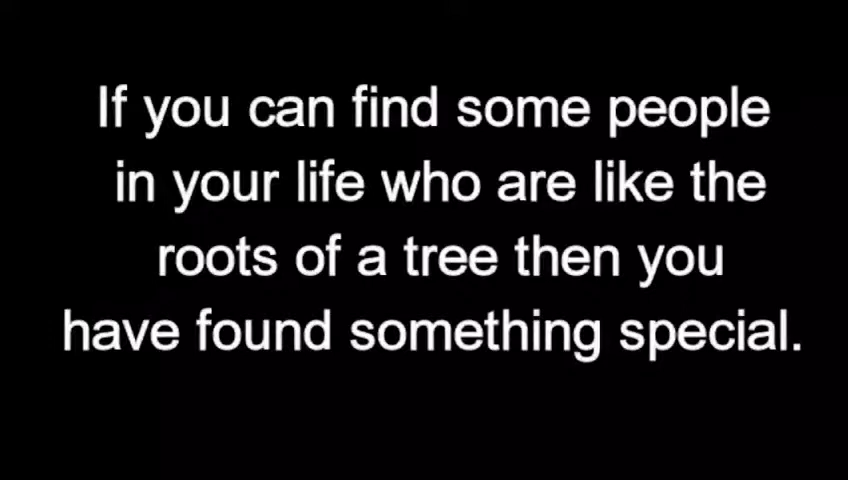 If you can find some people
in your life who are like the
roots of a tree then you
have found something special.